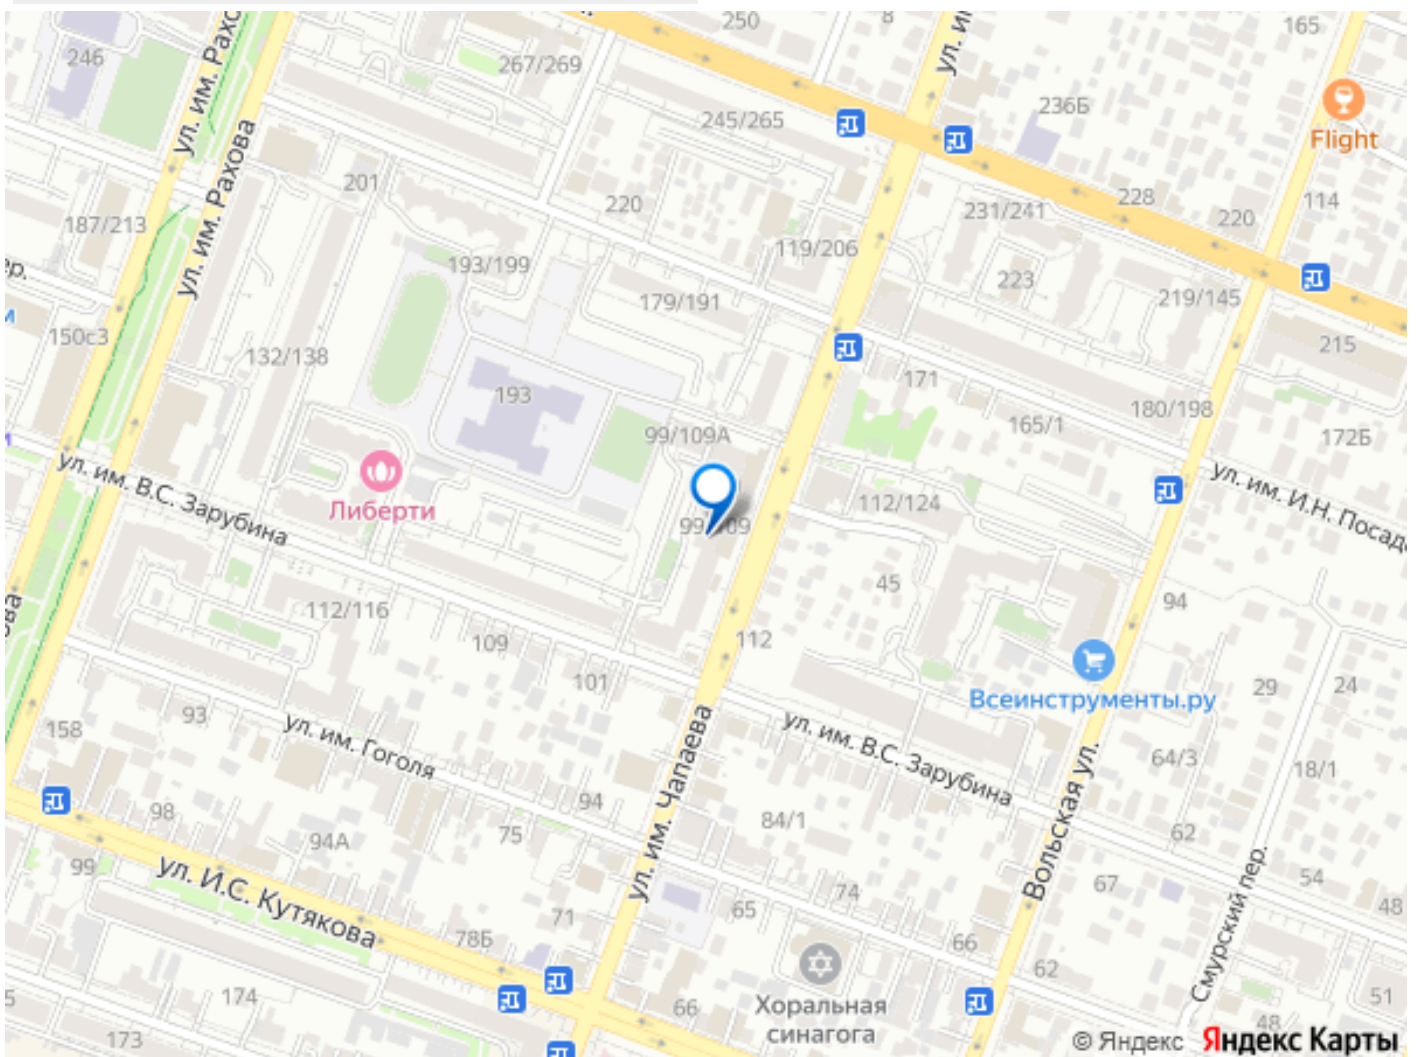 250
8
165
246
ул. им. Рахова
267/269
ул. им.
236Б
Flight
245/265
ул. им. Рахова
201
220
187/213
231/241
228
220
114
119/206
193/199
223
179/191
219/145
150с3
132/138
215
193
171
165/1
180/198
172Б
99/109А
ул. им. В.С. Зарубина
Либерти
99/109
112/124
ул. им. И.Н. Посад
45
94
112/116
109
112
101
Всеинструменты.ру
29
24
93
158
ул. им. Гоголя
ул. им. Чапаева
ул. им. В.С. Зарубина
64/3
18/1
98
94А
94
75
84/1
Вольская ул.
62
99
ул. И.С. Кутякова
74
67
54
48
Смурский пер.
71
65
78Б
66
62
174
66
Хоральная
синагога
51
48/
173
© Яндекс Яндекс Карты